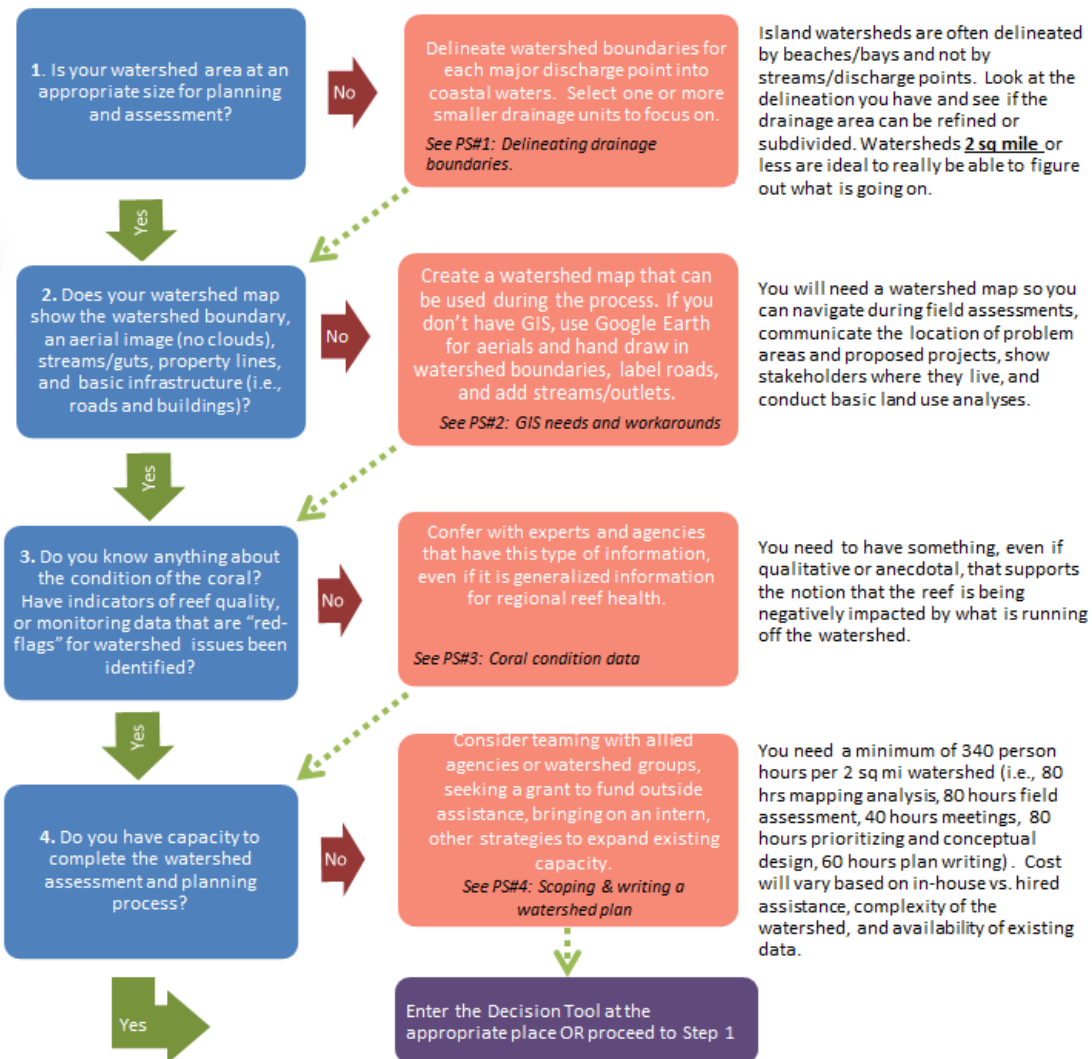 1. Is your watershed area at an
appropriate size for planning
and assessment?
No
Delineate watershed boundaries for
each major discharge point into
coastal waters. Select one or more
smaller drainage units to focus on.
See PS#1: Delineating drainage
boundaries.
Island watersheds are often delineated
by beaches/bays and not by
streams/discharge points. Look at the
delineation you have and see if the
drainage area can be refined or
subdivided. Watersheds 2 sq mile or
less are ideal to really be able to figure
out what is going on.
Yes
2. Does your watershed map
show the watershed boundary,
an aerial image (no clouds),
streams/guts, property lines,
and basic infrastructure (i.e.,
roads and buildings)?
No
Create a watershed map that can
be used during the process. If you
don't have GIS, use Google Earth
for aerials and hand draw in
watershed boundaries, label roads,
and add streams/outlets.
See PS#2: GIS needs and workarounds
You will need a watershed map so you
can navigate during field assessments,
communicate the location of problem
areas and proposed projects, show
stakeholders where they live, and
conduct basic land use analyses.
Yes
3. Do you know anything about
the condition of the coral?
Have indicators of reef quality,
or monitoring data that are "red-
flags" for watershed issues been
identified?
No
Confer with experts and agencies
that have this type of information,
even if it is generalized information
for regional reef health.
See PS#3: Coral condition data
You need to have something, even if
qualitative or anecdotal, that supports
the notion that the reef is being
negatively impacted by what is running
off the watershed.
Yes
4. Do you have capacity to
complete the watershed
assessment and planning
process?
No
Consider teaming with allied
agencies or watershed groups,
seeking a grant to fund outside
assistance, bringing on an intern,
other strategies to expand existing
capacity.
See PS#4: Scoping & writing a
watershed plan
You need a minimum of 340 person
hours per 2 sq mi watershed (i.e., 80
hrs mapping analysis, 80 hours field
assessment, 40 hours meetings, 80
hours prioritizing and conceptual
design, 60 hours plan writing). Cost
will vary based on in-house vs. hired
assistance, complexity of the
watershed, and availability of existing
data.
Yes
Enter the Decision Tool at the
appropriate place OR proceed to Step 1